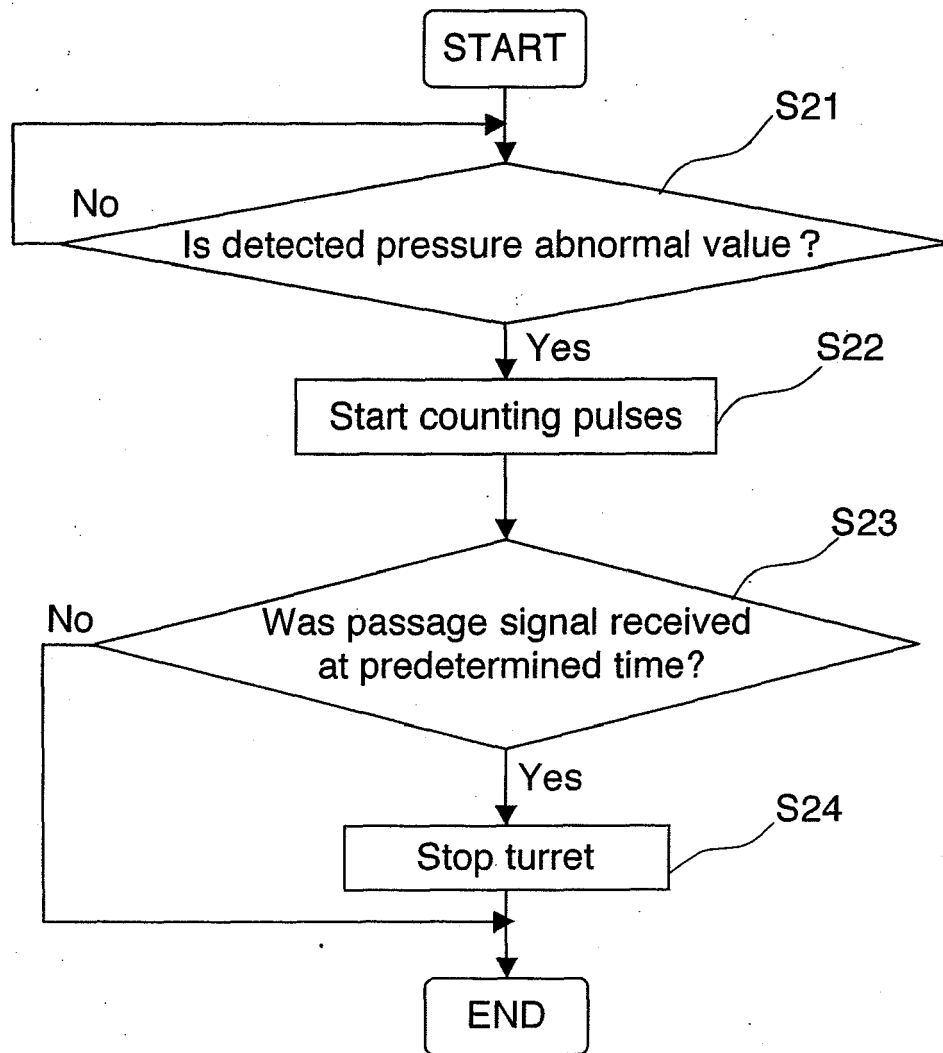 START
S21
No
Is detected pressure abnormal value ?
Yes
S22
Start counting pulses
S23
No
Was passage signal received
at predetermined time?
Yes
S24
Stop turret
END